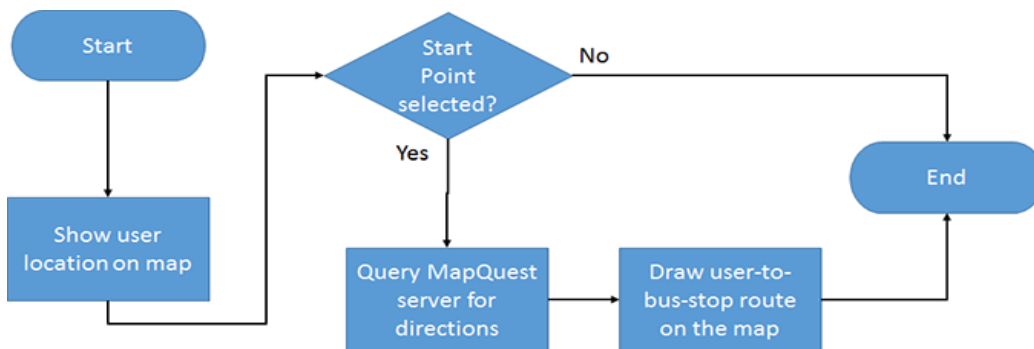 Start
Show user
location on map
Start
Point
selected?
No
Yes
Query MapQuest
server for
directions
Draw user-to-
bus-stop route
on the map
End